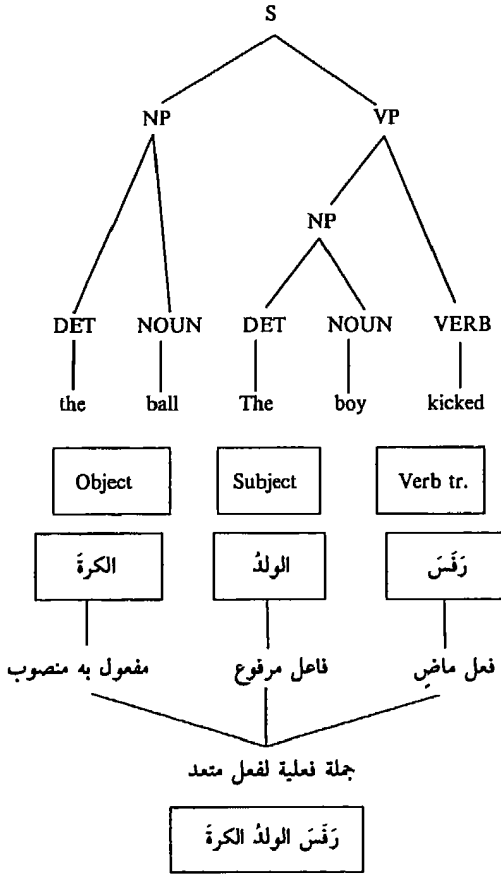 S
NP VP
NP
DET NOUN DET NOUN VERB
the ball The boy kicked
Object Subject Verb tr.
الكرةَ الولدُ رَفَسَ
مفعول به منصوب فاعل مرفوع فعل ماضٍ
جملة فعلية لفعل متعد
رَفَسَ الولدُ الكرةَ